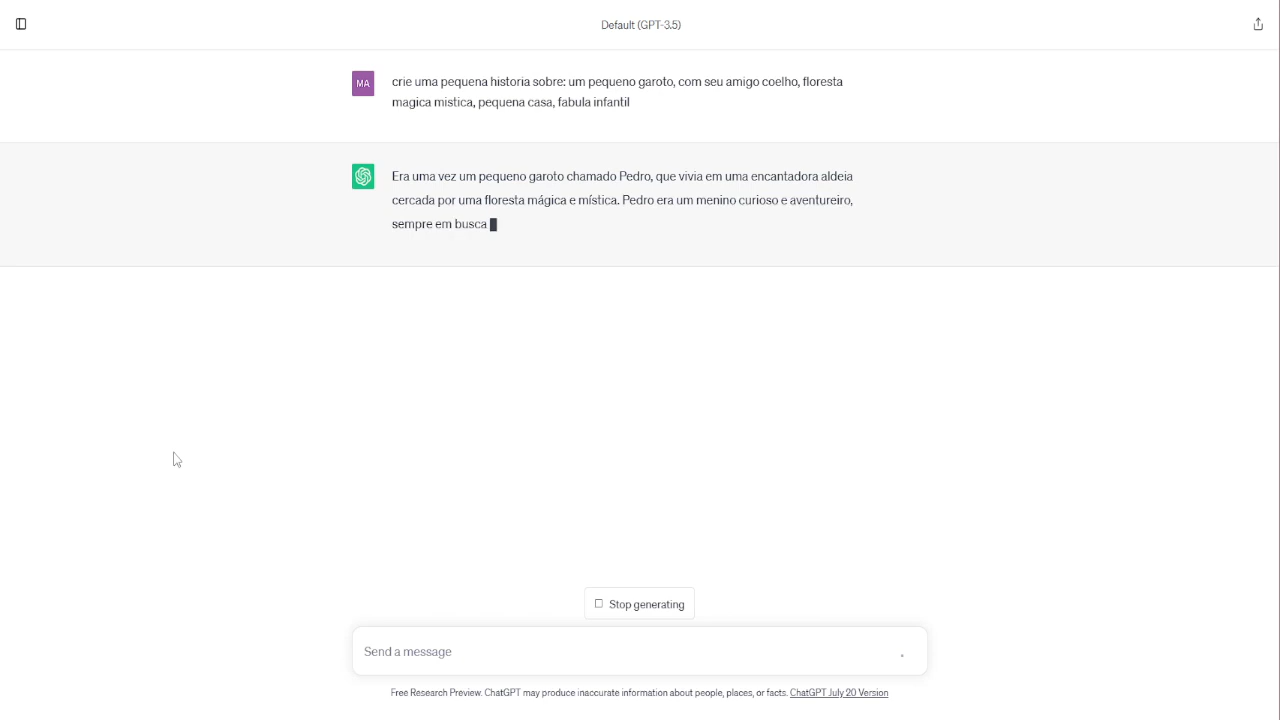 Default (GPT-3.5)
MA
crie uma pequena historia sobre: um pequeno garoto, com seu amigo coelho, floresta
magica mistica, pequena casa, fabula infantil
Era uma vez um pequeno garoto chamado Pedro, que vivia em uma encantadora aldeia
cercada por uma floresta mágica e mística. Pedro era um menino curioso e aventureiro,
sempre em busca
Stop generating
Send a message
Free Research Preview. ChatGPT may produce inaccurate information about people, places, or facts. ChatGPT July 20 Version